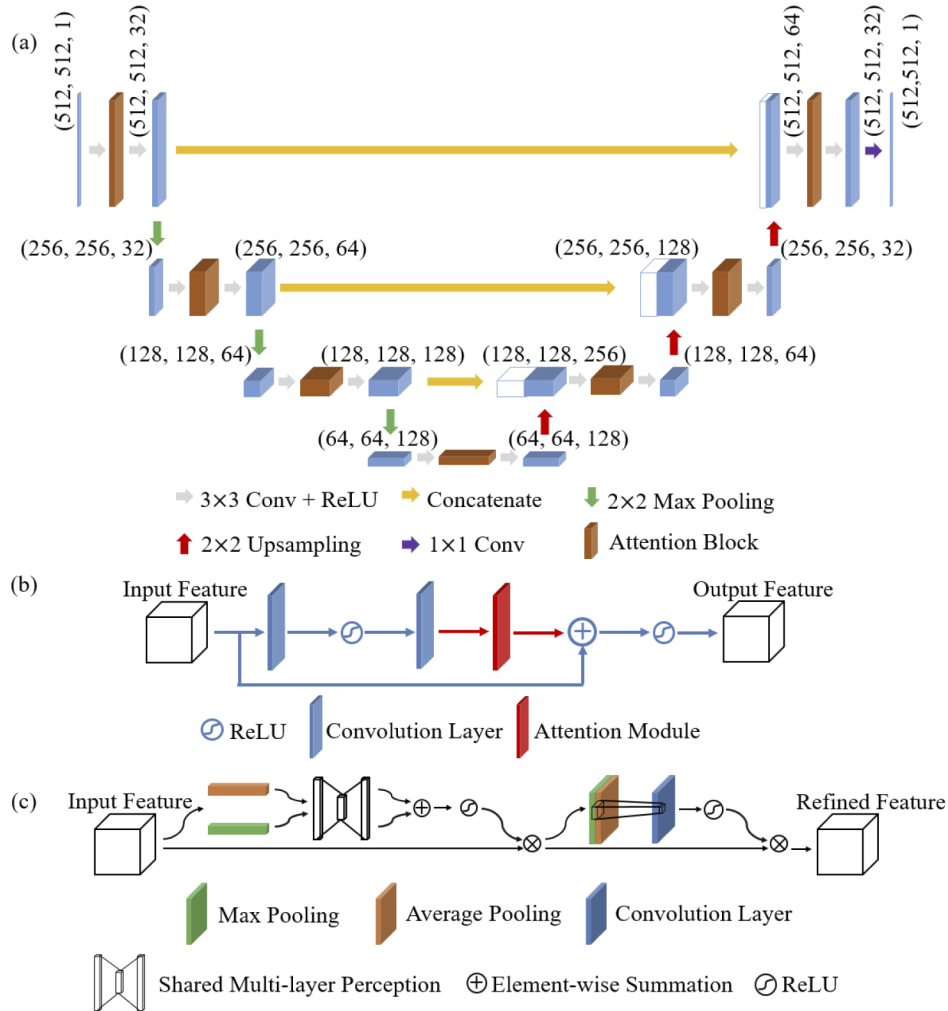 (a)
(512, 512, 1)
(512, 512, 32)
(512, 512, 64)
(512, 512, 32)
(512,512, 1)
(256, 256, 32)
(256, 256, 64)
(256, 256, 128)
(256, 256, 32)
(128, 128, 64)
(128, 128, 128)
(128, 128, 256)
(128, 128, 64)
(64, 64, 128)
(64, 64, 128)
3×3 Conv + ReLU
Concatenate
2×2 Max Pooling
2×2 Upsampling
1×1 Conv
Attention Block
(b)
Input Feature
Output Feature
ReLU
Convolution Layer
Attention Module
(c)
Input Feature
Refined Feature
Max Pooling
Average Pooling
Convolution Layer
Shared Multi-layer Perception
Element-wise Summation
ReLU